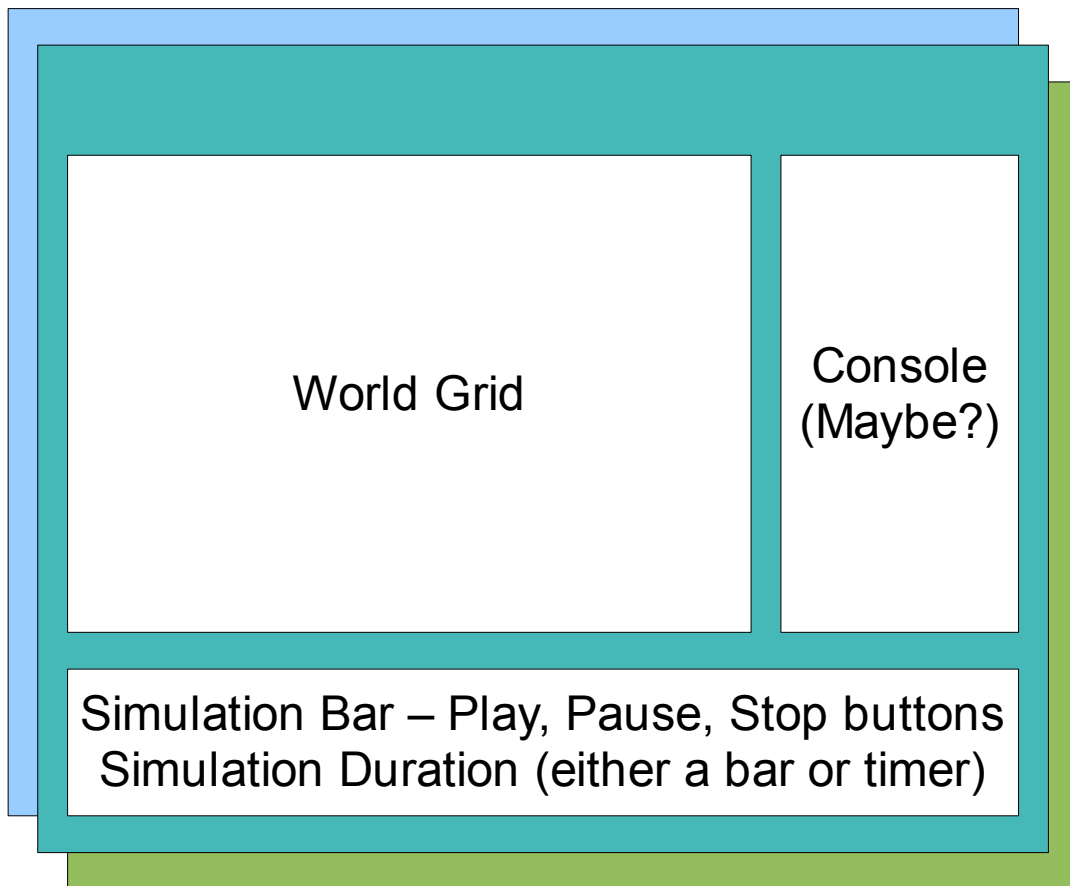 World Grid
Console
(Maybe?)
Simulation Bar – Play, Pause, Stop buttons
Simulation Duration (either a bar or timer)